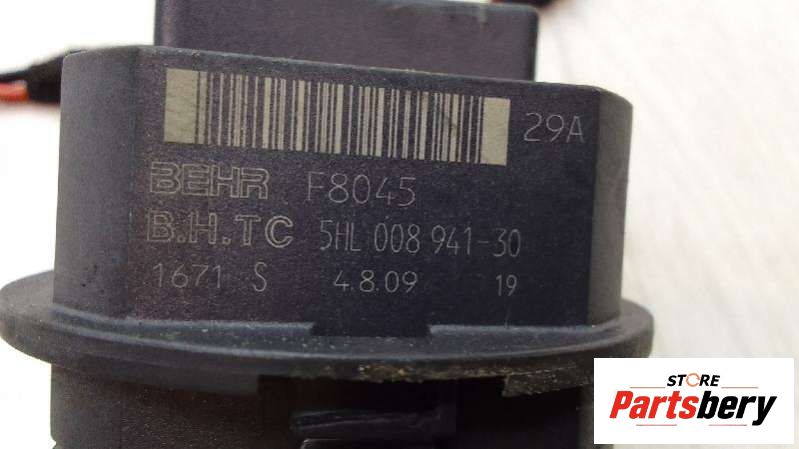 29A
BEHR F8045
B.H.TC 5HL 008 941-30
1671 S 4.8.09 19
STORE
Partsbery